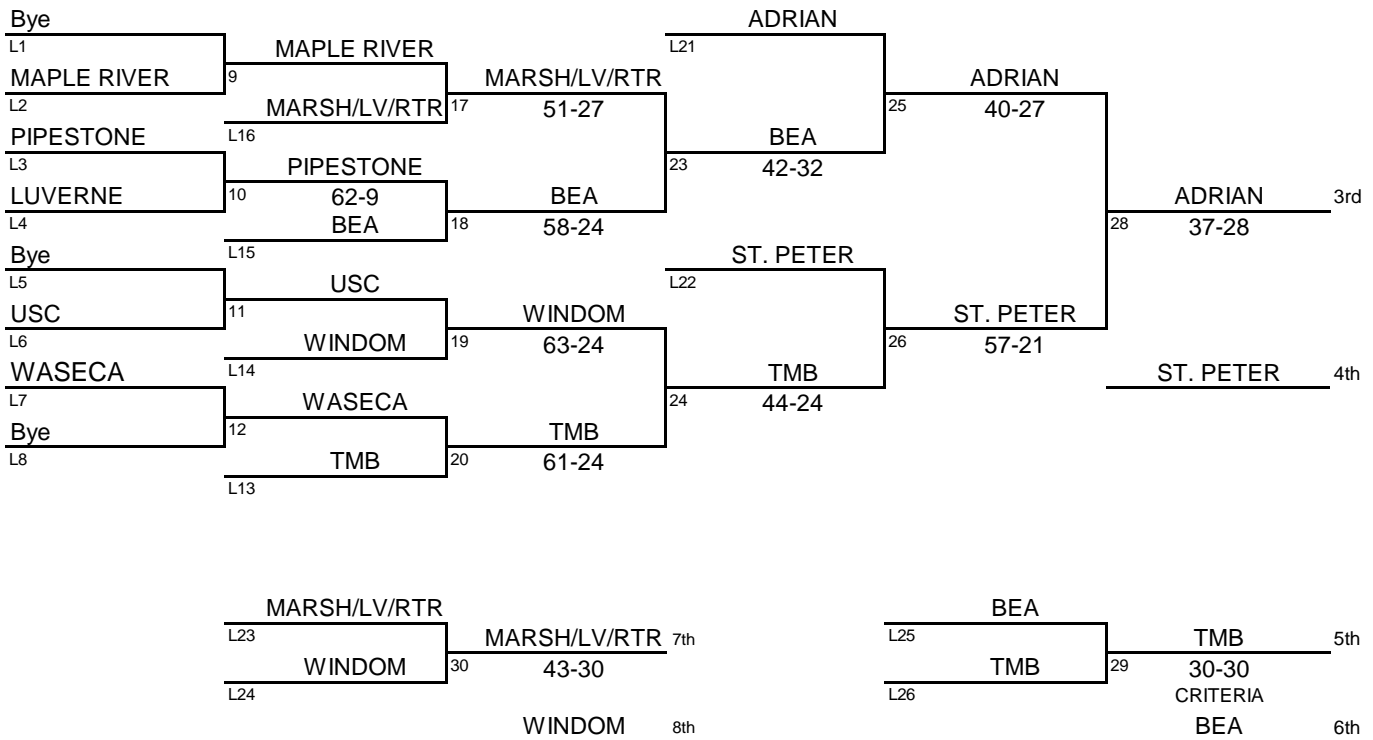 Bye
L1
MAPLE RIVER
L2
PIPESTONE
L3
LUVERNE
L4
Bye
L5
USC
L6
WASECA
L7
Bye
L8
MAPLE RIVER
9
MARSH/LV/RTR
L16
PIPESTONE
10
62-9
BEA
L15
USC
11
WINDOM
L14
WASECA
12
TMB
L13
MARSH/LV/RTR
17
51-27
BEA
18
58-24
WINDOM
19
63-24
TMB
20
61-24
ADRIAN
L21
BEA
23
42-32
ST. PETER
L22
TMB
24
44-24
ADRIAN
25
40-27
ST. PETER
26
57-21
ADRIAN 3rd
28
37-28
ST. PETER 4th
MARSH/LV/RTR
L23
WINDOM
L24
MARSH/LV/RTR 7th
30
43-30
WINDOM 8th
BEA
L25
TMB
L26
TMB 5th
29
30-30
CRITERIA
BEA 6th